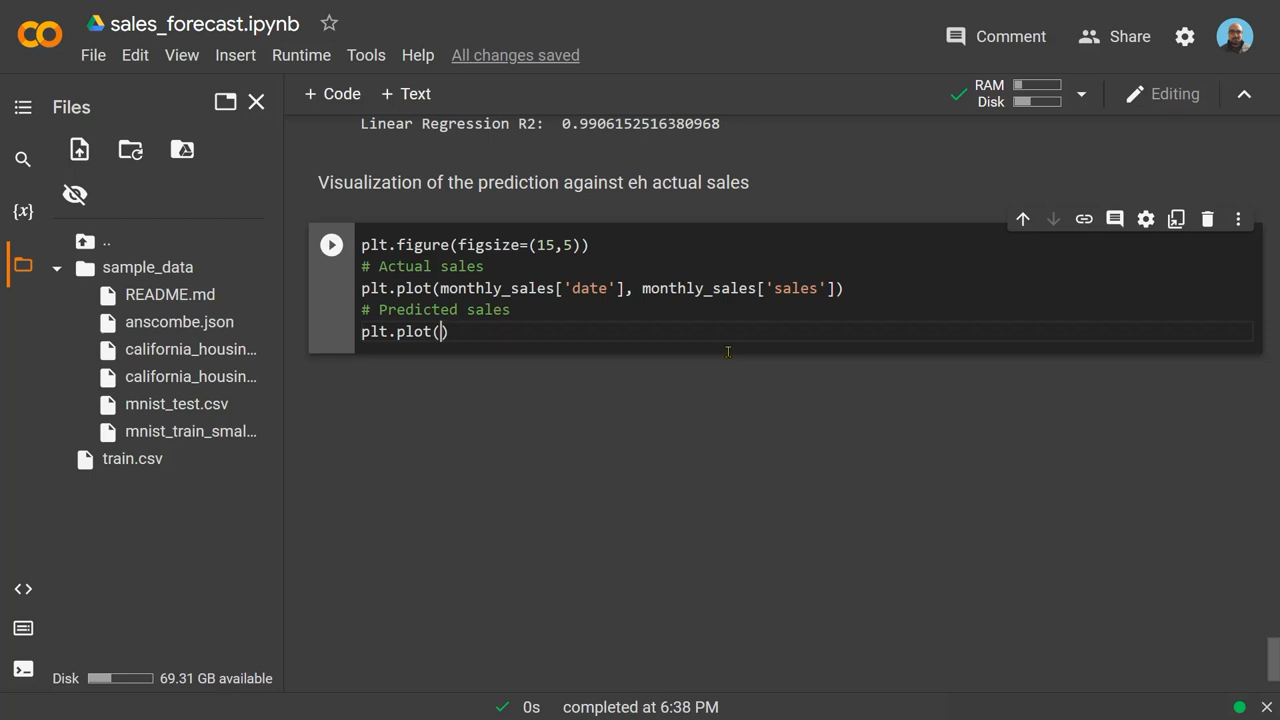 sales_forecast.ipynb
File Edit View Insert Runtime Tools Help All changes saved
Comment Share
Files
+ Code + Text
RAM
Disk
Editing
..
sample_data
README.md
anscombe.json
california_housin...
california_housin...
mnist_test.csv
mnist_train_smal...
train.csv
Disk 69.31 GB available
Linear Regression R2: 0.9906152516380968
Visualization of the prediction against eh actual sales
plt.figure(figsize=(15,5))
# Actual sales
plt.plot(monthly_sales['date'], monthly_sales['sales'])
# Predicted sales
plt.plot()
0s completed at 6:38 PM